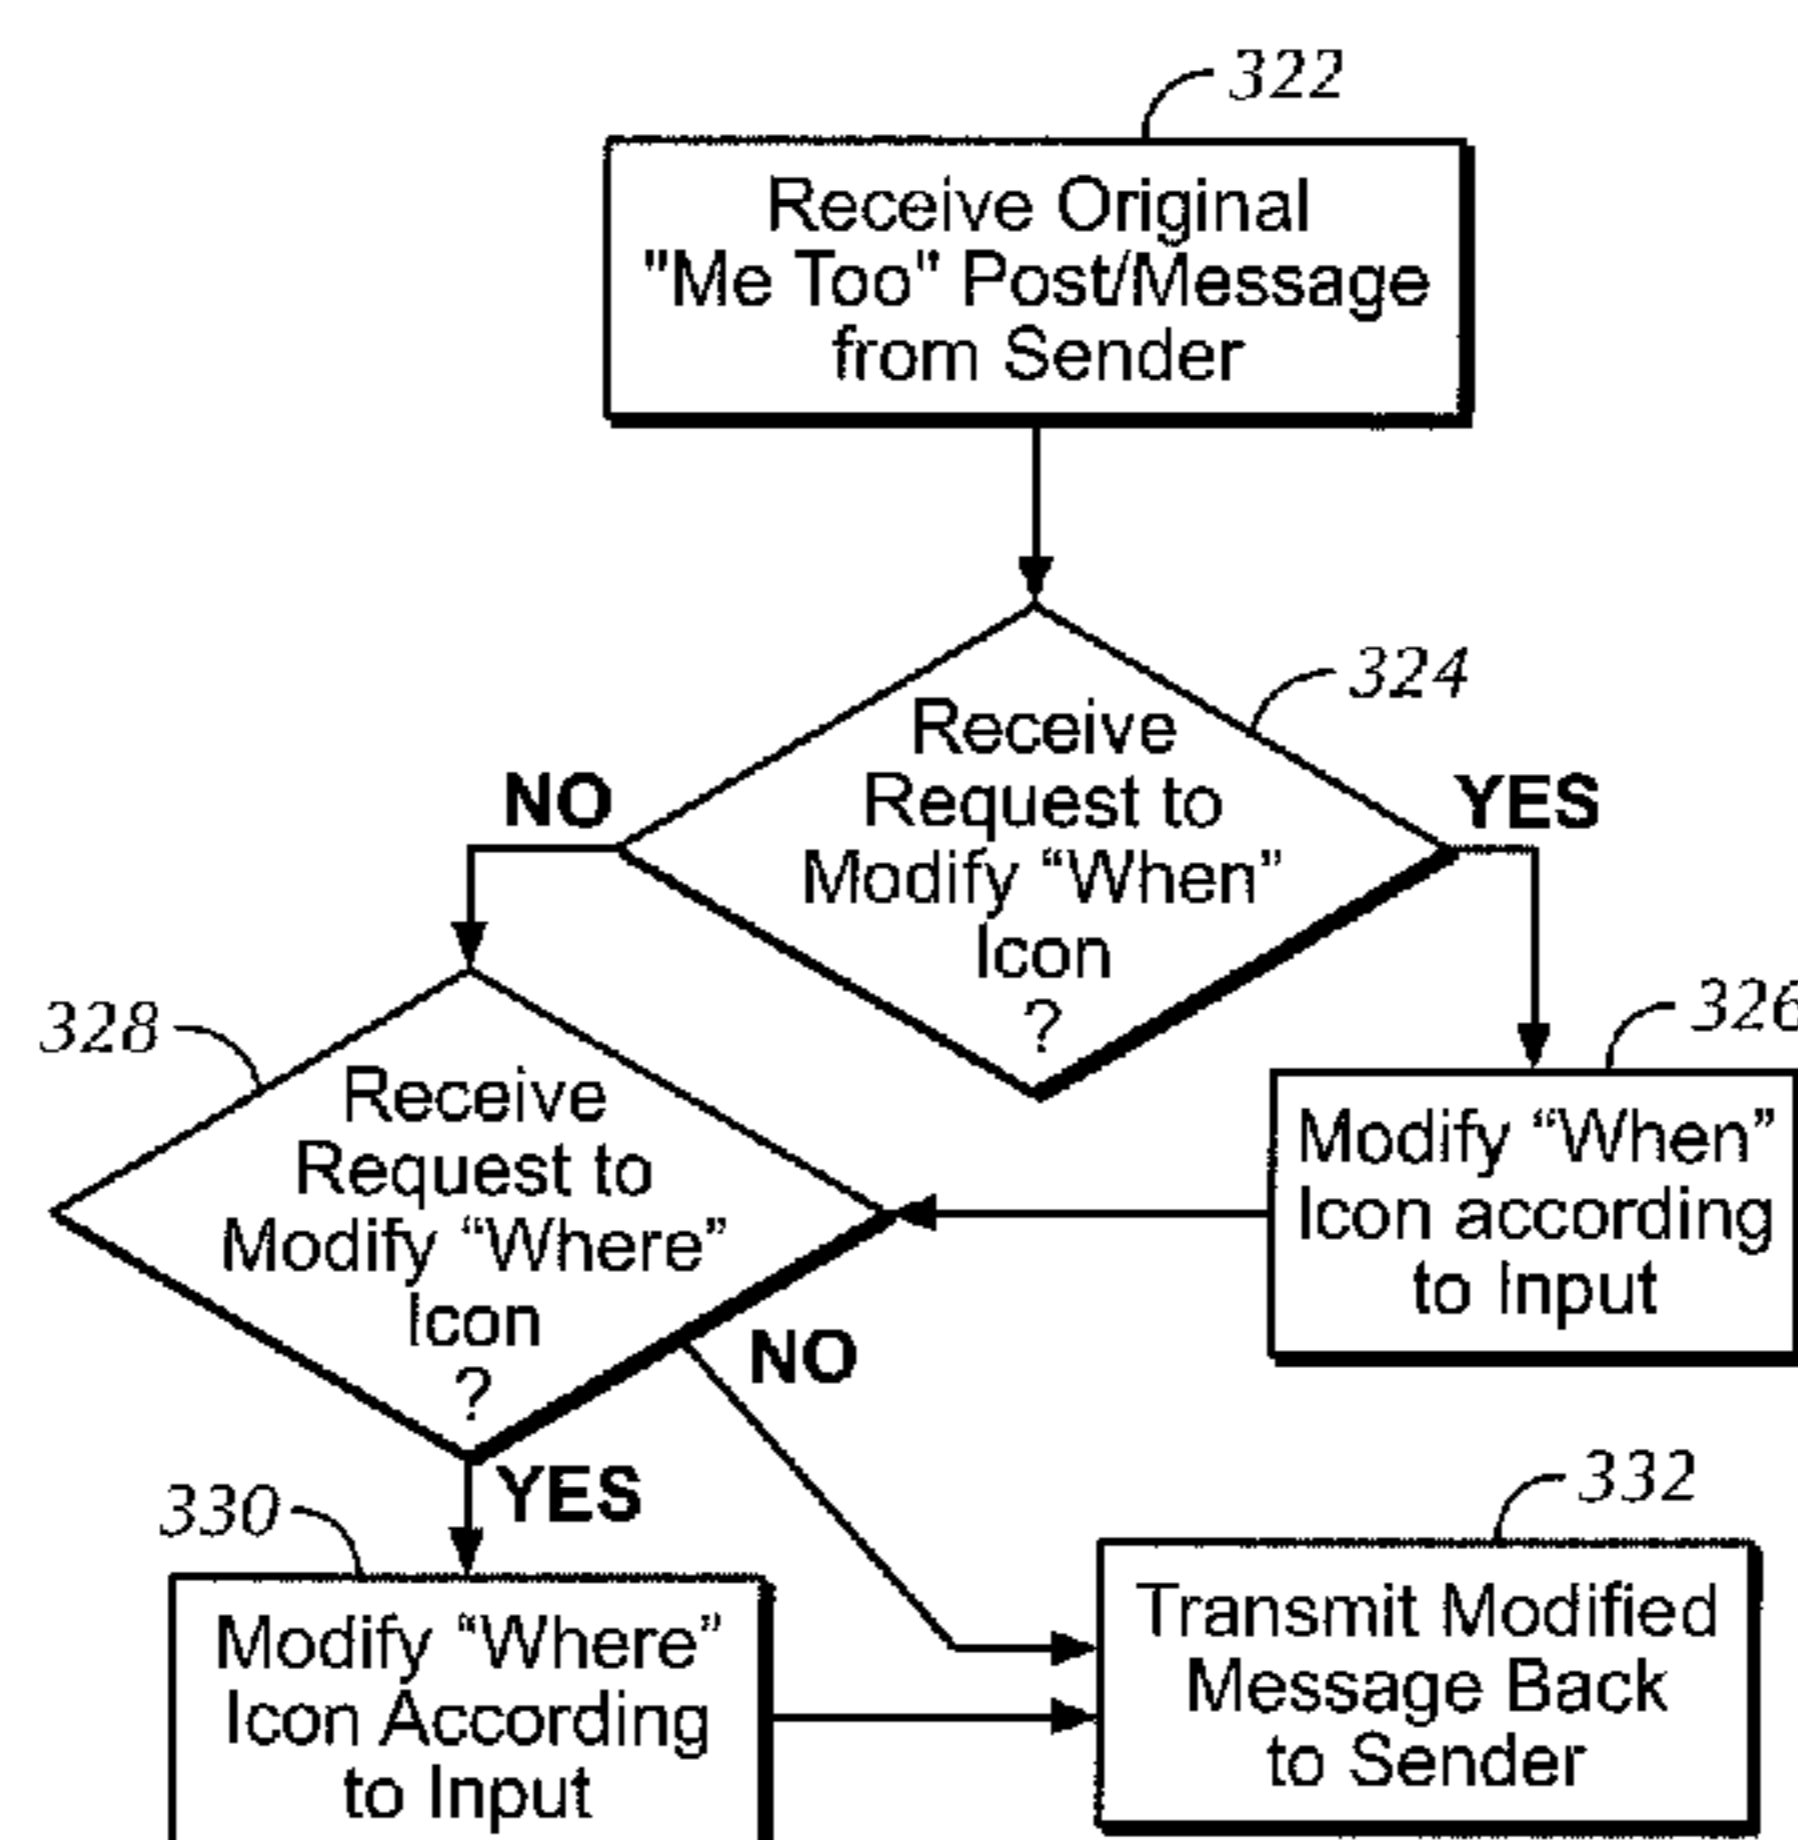 322
Receive Original
"Me Too" Post/Message
from Sender
324
Receive
Request to
Modify “When”
Icon
?
NO
YES
326
Modify “When”
Icon according
to Input
328
Receive
Request to
Modify “Where”
Icon
?
NO
YES
330
Modify “Where”
Icon According
to Input
332
Transmit Modified
Message Back
to Sender